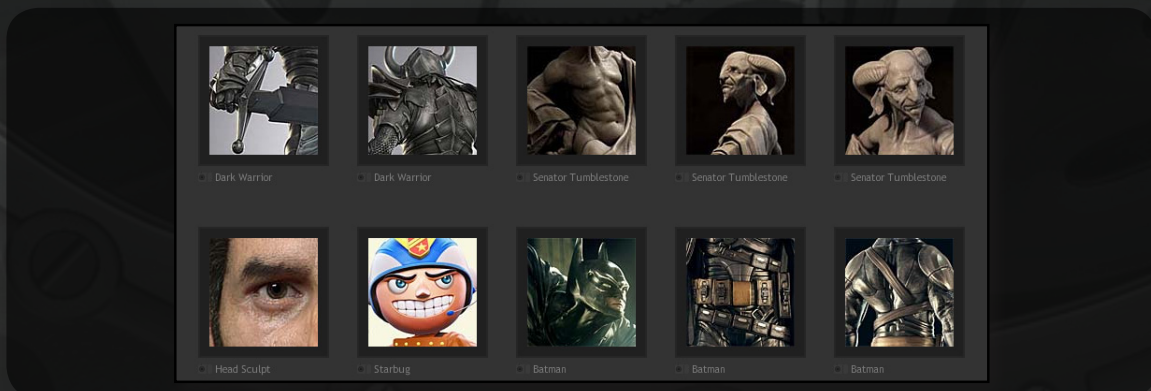 Dark Warrior
Dark Warrior
Senator Tumblestone
Senator Tumblestone
Senator Tumblestone
Head Sculpt
Starbug
Batman
Batman
Batman